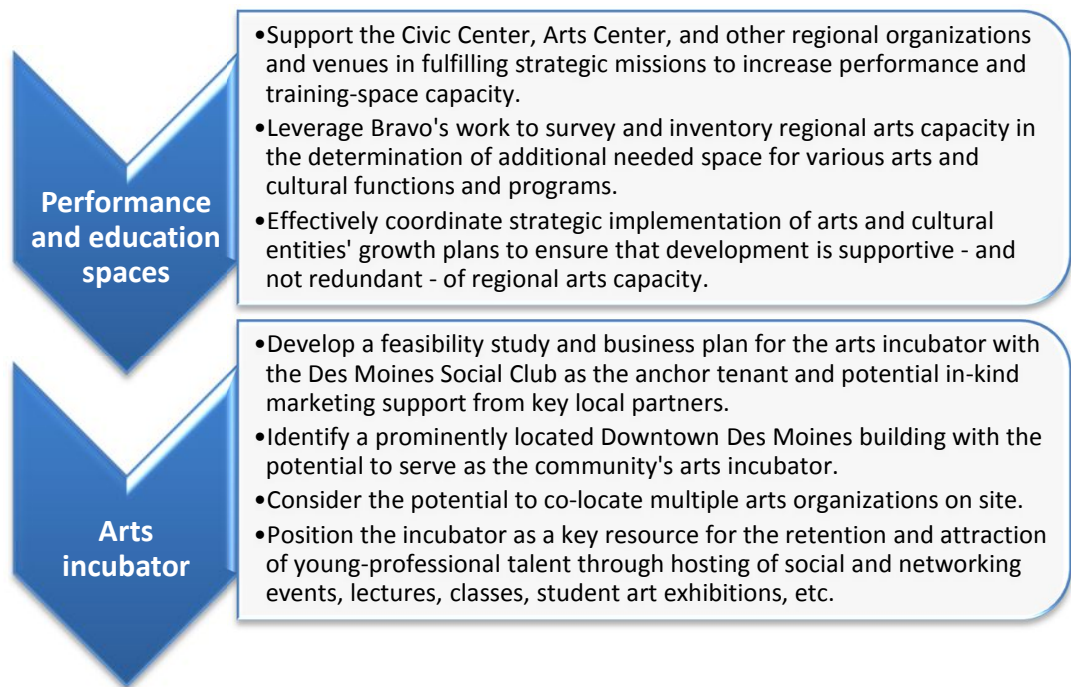 Performance
and education
spaces
•Support the Civic Center, Arts Center, and other regional organizations
and venues in fulfilling strategic missions to increase performance and
training-space capacity.
•Leverage Bravo's work to survey and inventory regional arts capacity in
the determination of additional needed space for various arts and
cultural functions and programs.
•Effectively coordinate strategic implementation of arts and cultural
entities' growth plans to ensure that development is supportive - and
not redundant - of regional arts capacity.
Arts
incubator
•Develop a feasibility study and business plan for the arts incubator with
the Des Moines Social Club as the anchor tenant and potential in-kind
marketing support from key local partners.
•Identify a prominently located Downtown Des Moines building with the
potential to serve as the community's arts incubator.
•Consider the potential to co-locate multiple arts organizations on site.
•Position the incubator as a key resource for the retention and attraction
of young-professional talent through hosting of social and networking
events, lectures, classes, student art exhibitions, etc.